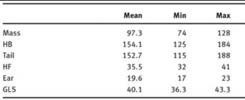 Mean Min Max
Mass 97.3 74 128
HB 154.1 125 184
Tail 152.7 115 188
HF 35.5 32 41
Ear 19.6 17 23
GLS 40.1 36.3 43.3